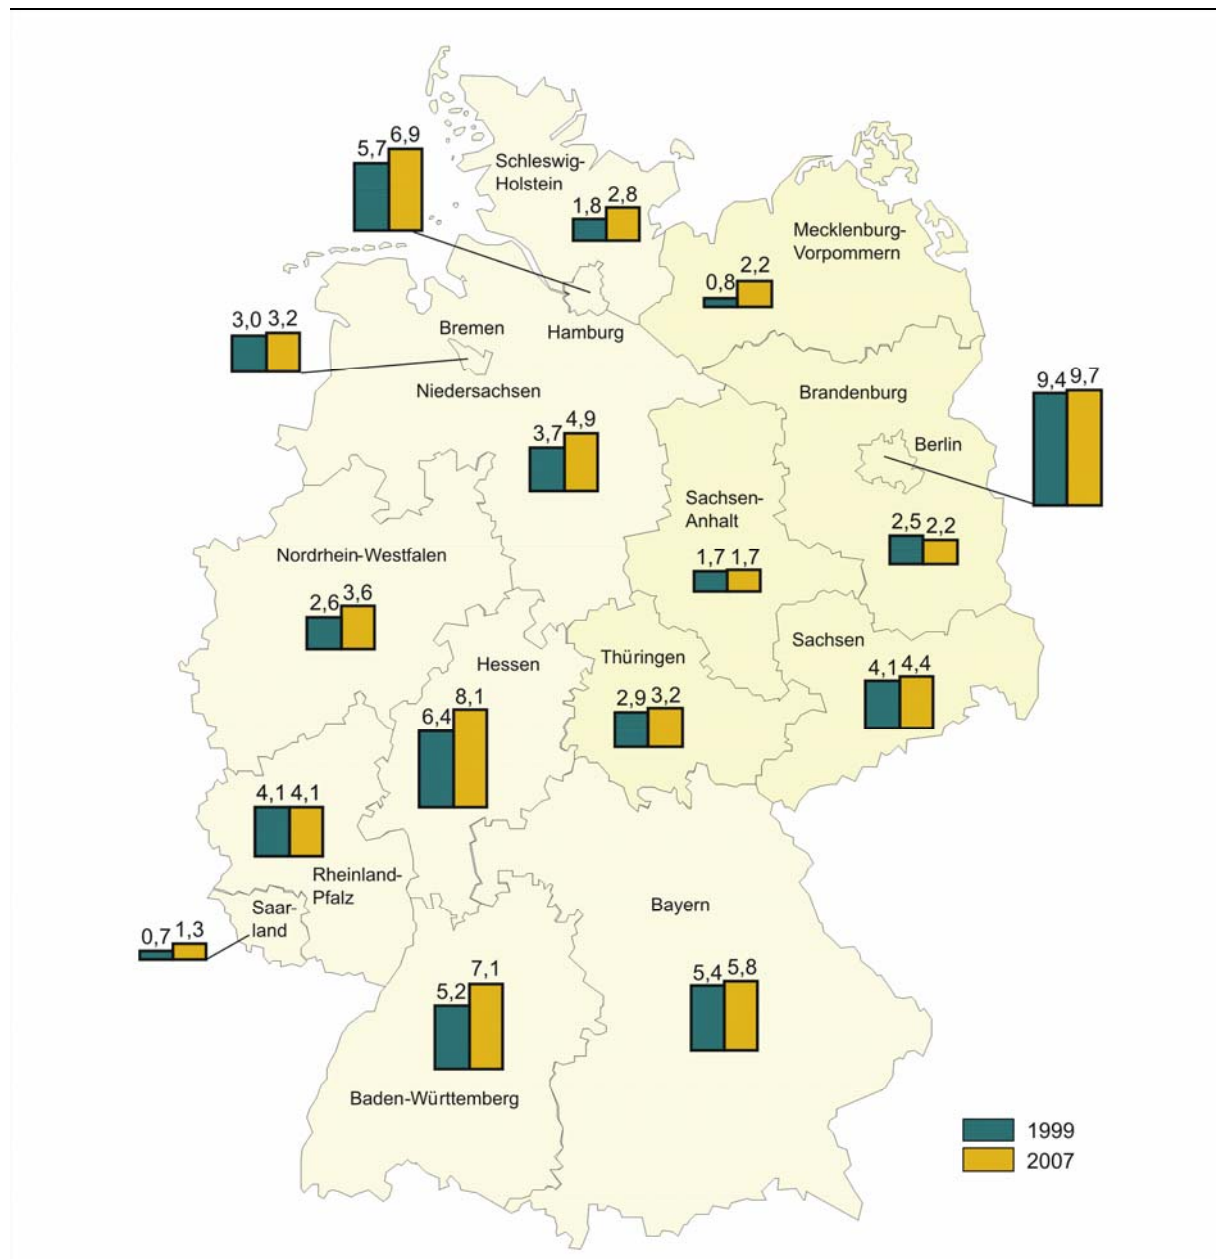 5,7 6,9
Schleswig-
Holstein
1,8 2,8
Mecklenburg-
Vorpommern
0,8 2,2
3,0 3,2
Bremen
Hamburg
Niedersachsen
3,7 4,9
Brandenburg
9,4 9,7
Berlin
2,5 2,2
Sachsen-
Anhalt
1,7 1,7
Nordrhein-Westfalen
2,6 3,6
Hessen
6,4 8,1
Thüringen
2,9 3,2
Sachsen
4,1 4,4
4,1 4,1
Rheinland-
Pfalz
Saar-
land
0,7 1,3
Bayern
5,4 5,8
5,2 7,1
Baden-Württemberg
1999
2007